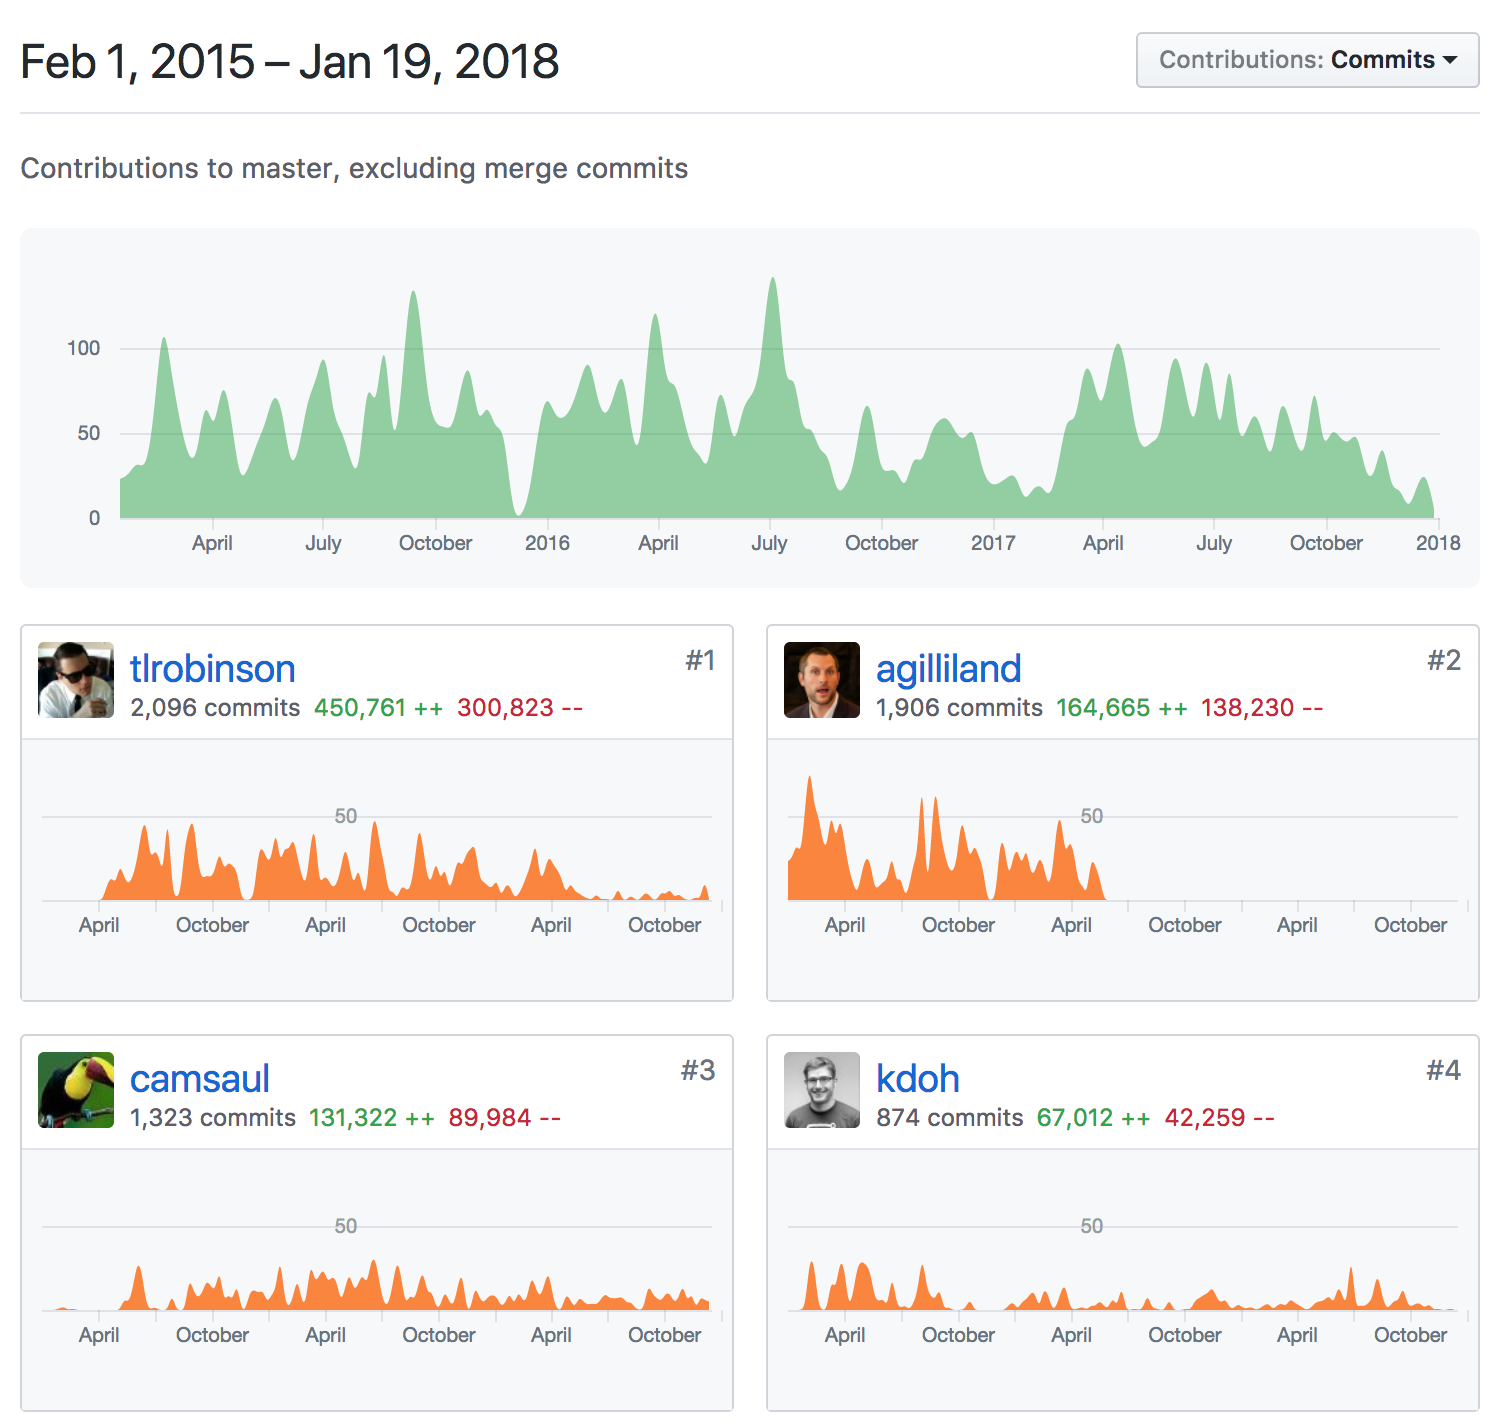 Feb 1, 2015 – Jan 19, 2018
Contributions: Commits
Contributions to master, excluding merge commits
100
50
0
April July October 2016 April July October 2017 April July October 2018
tlrobinson #1
2,096 commits 450,761 ++ 300,823 --
50
April October April October April October
agilliland #2
1,906 commits 164,665 ++ 138,230 --
50
April October April October April October
camsaul #3
1,323 commits 131,322 ++ 89,984 --
50
April October April October April October
kdoh #4
874 commits 67,012 ++ 42,259 --
50
April October April October April October